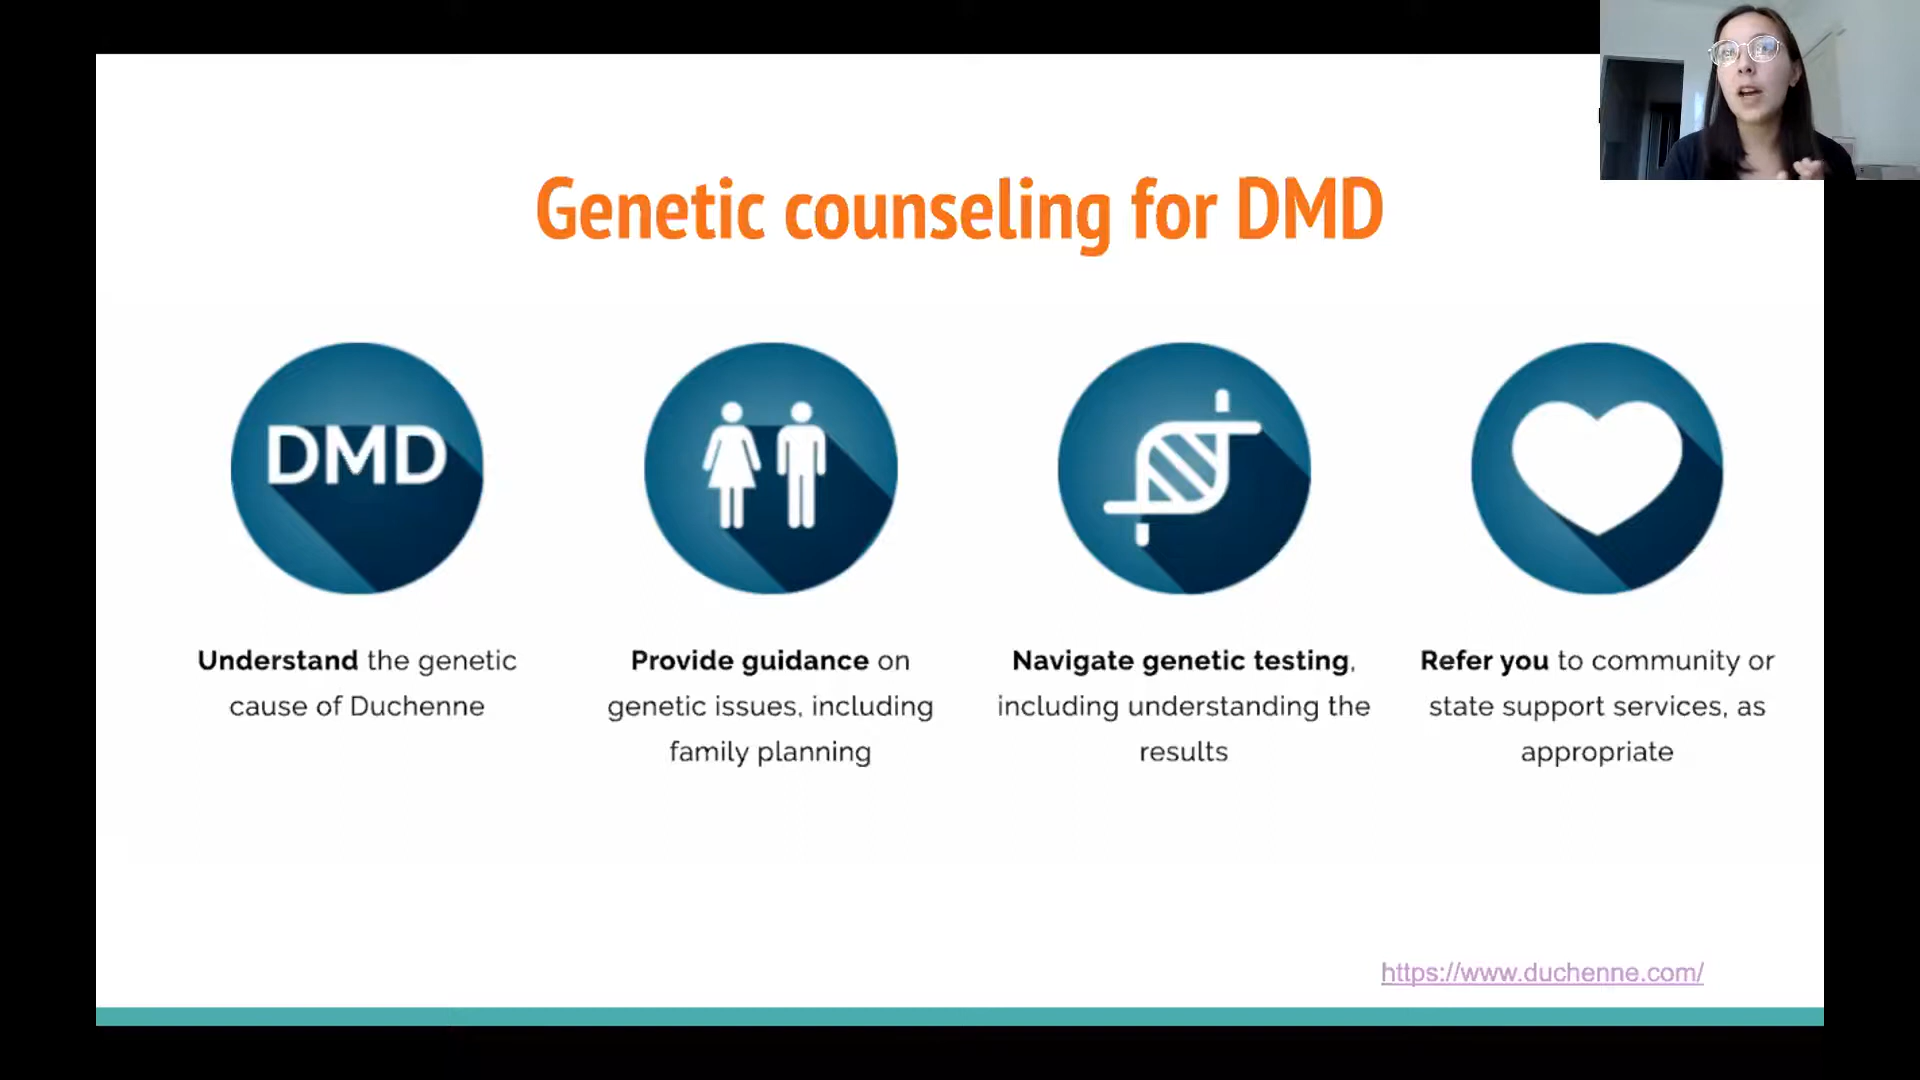 Genetic counseling for DMD
DMD
Understand the genetic
cause of Duchenne
Provide guidance on
genetic issues, including
family planning
Navigate genetic testing,
including understanding the
results
Refer you to community or
state support services, as
appropriate
https://www.duchenne.com/